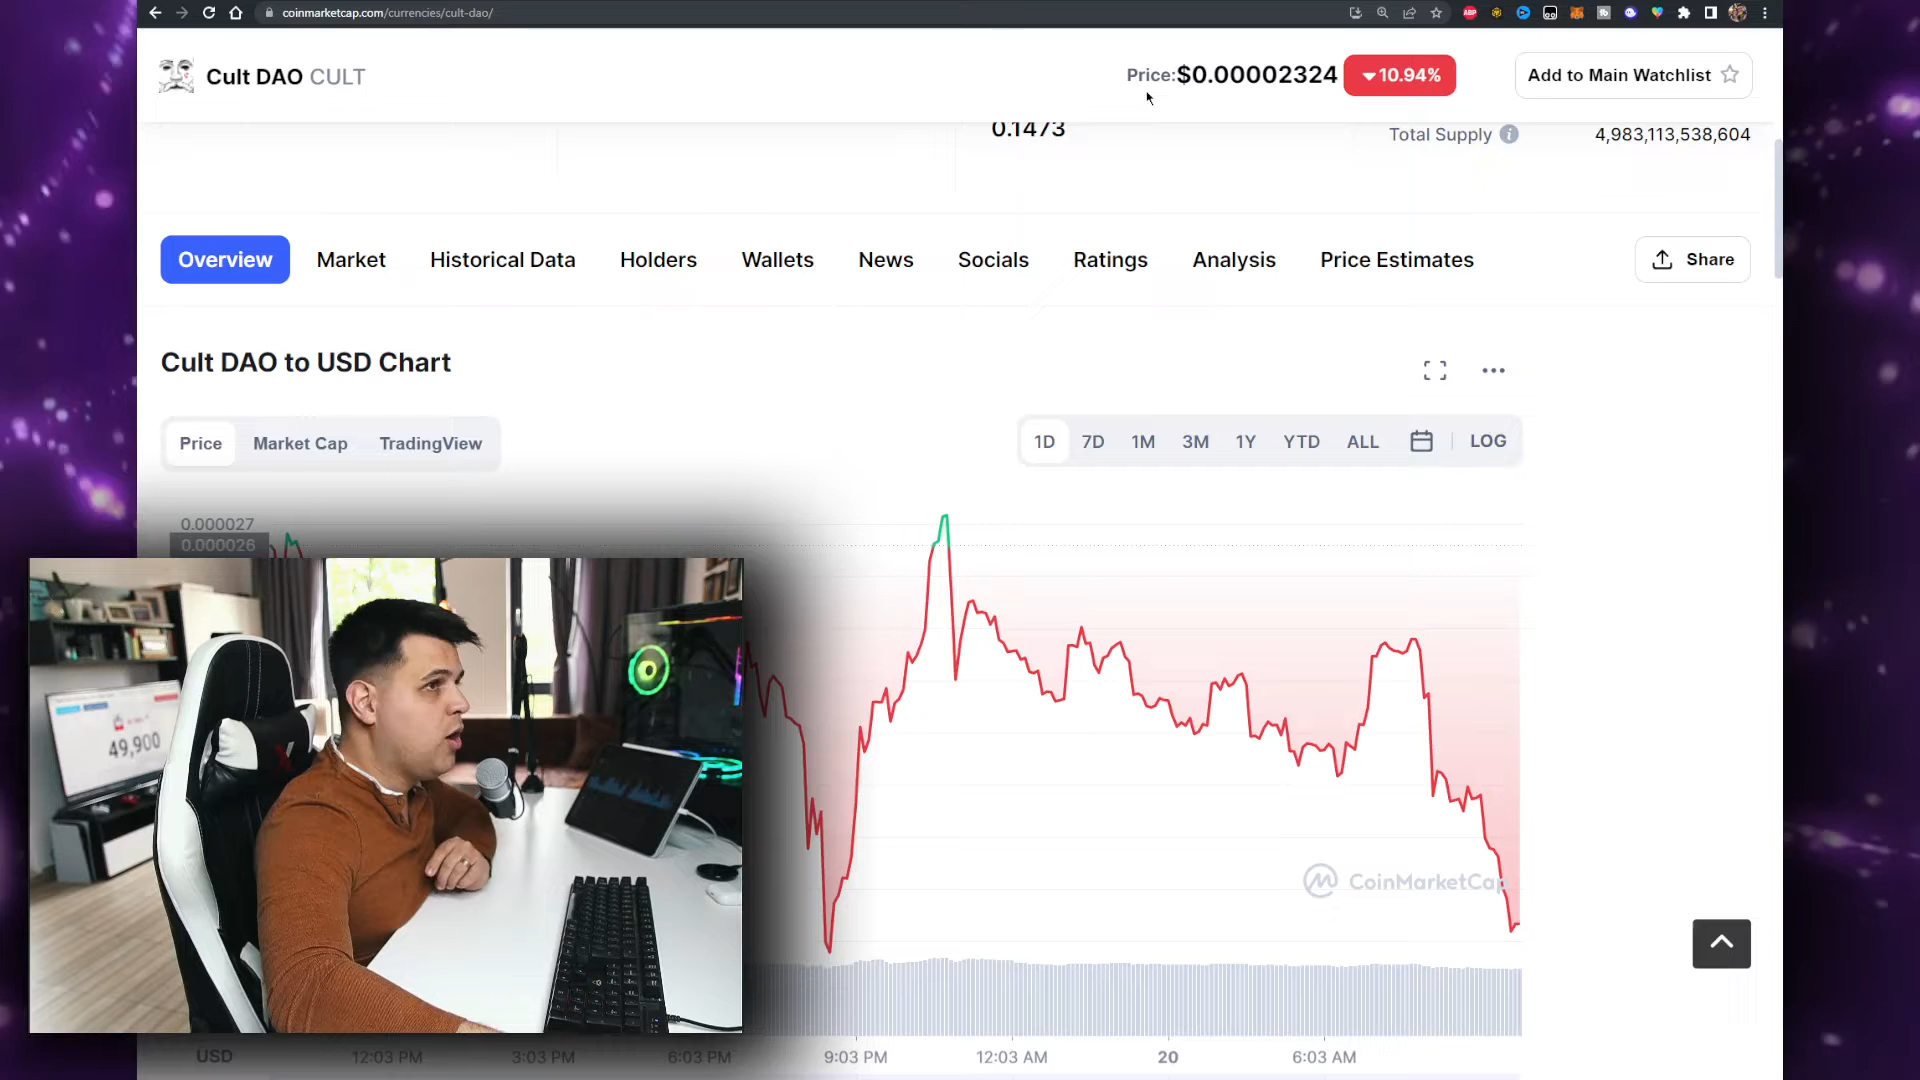 coinmarketcap.com/currencies/cult-dao/
ABP
Cult DAO CULT
Price:$0.00002324
10.94%
Add to Main Watchlist
0.1473
Total Supply
4,983,113,538,604
Overview
Market
Historical Data
Holders
Wallets
News
Socials
Ratings
Analysis
Price Estimates
Share
Cult DAO to USD Chart
Price
Market Cap
TradingView
1D
7D
1M
3M
1Y
YTD
ALL
LOG
0.000027
0.000026
49,900
CoinMarketCap
USD
12:03 PM
3:03 PM
6:03 PM
9:03 PM
12:03 AM
20
6:03 AM